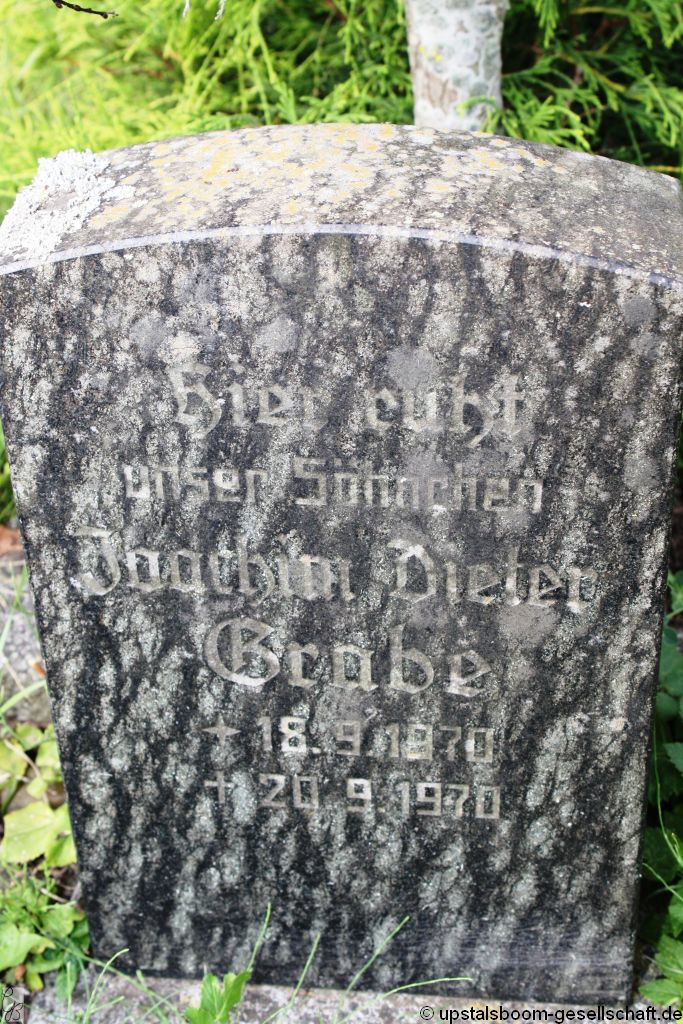 Hier ruht
unser Söhnchen
Joachim Dieter
Grabe
* 18. 9. 1970
+ 20 9. 1970
© upstalsboom-gesellschaft.de